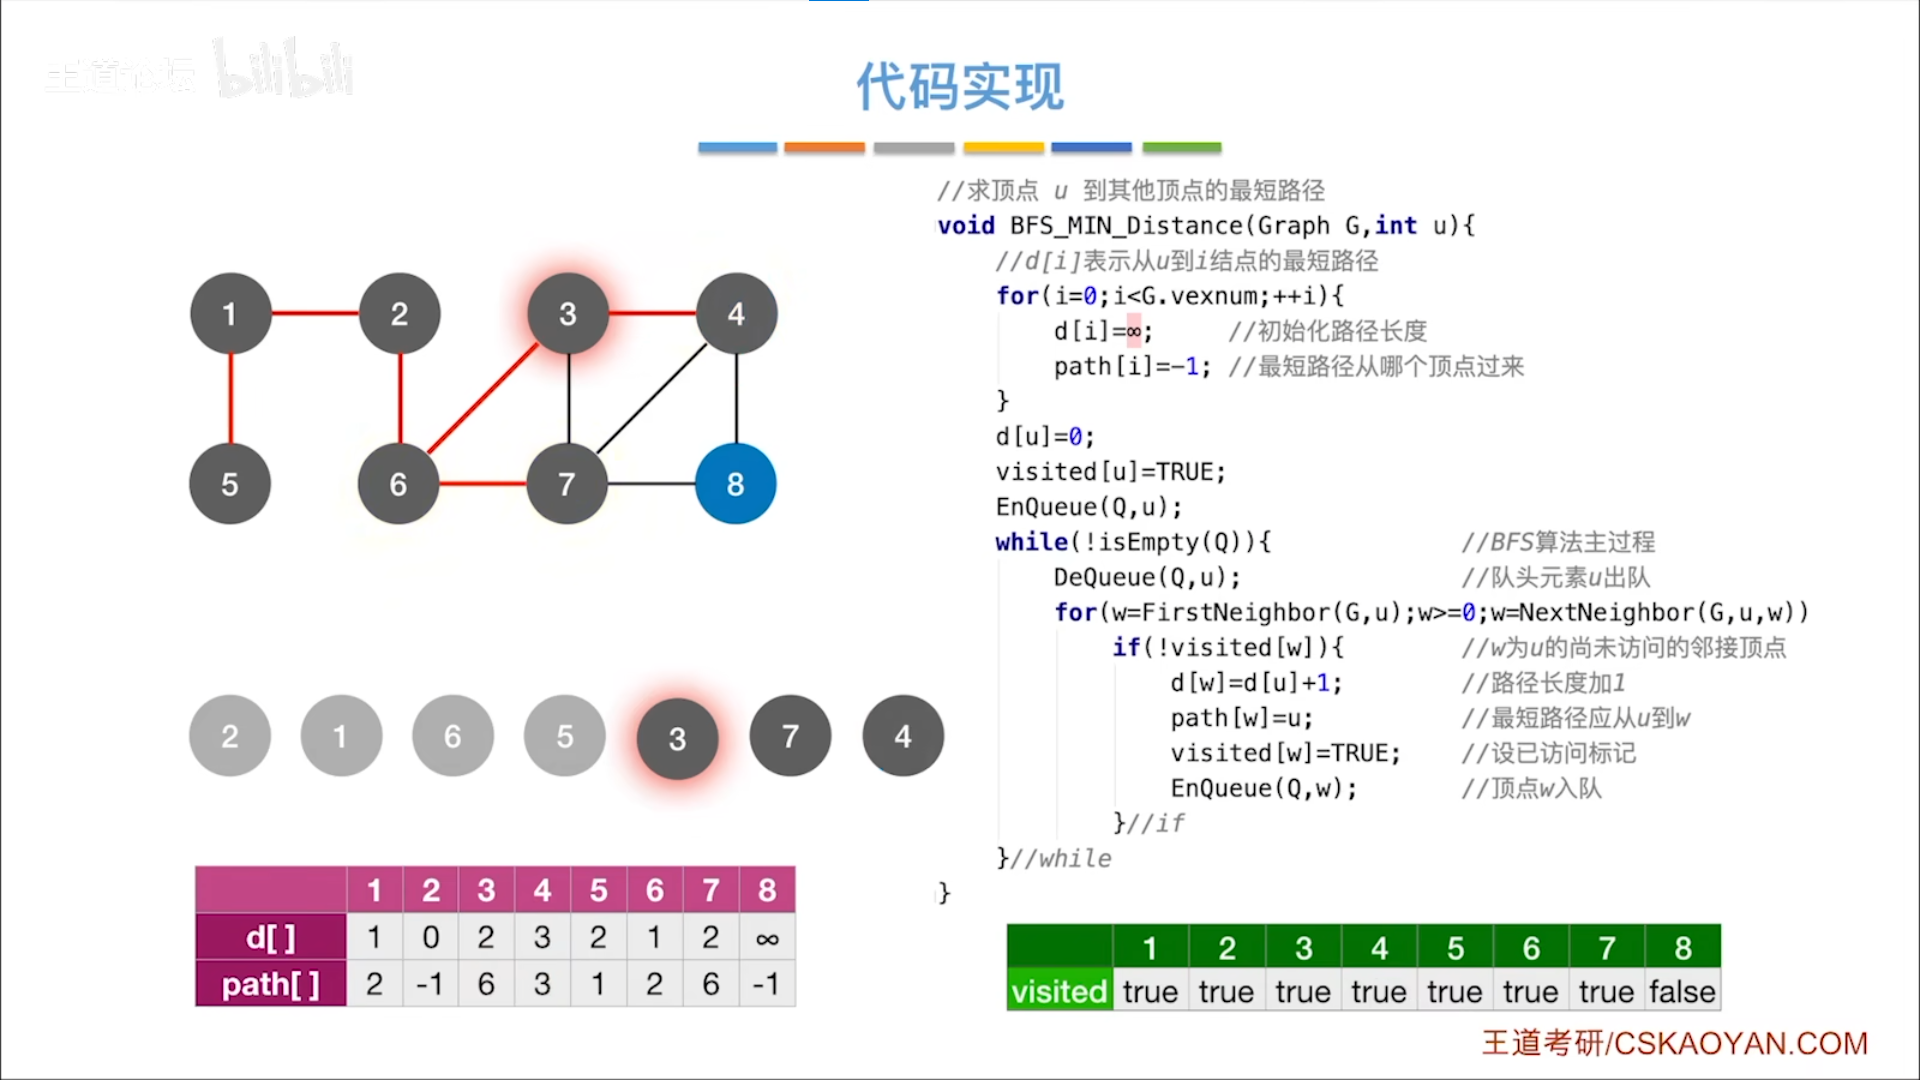 王道论坛 bilibili
代码实现
1 2 3 4
5 6 7 8
2 1 6 5 3 7 4
1 2 3 4 5 6 7 8
d[ ] 1 0 2 3 2 1 2 ∞
path[ ] 2 -1 6 3 1 2 6 -1
//求顶点 u 到其他顶点的最短路径
void BFS_MIN_Distance(Graph G,int u){
//d[i]表示从u到i结点的最短路径
for(i=0;i<G.vexnum;++i){
d[i]=∞; //初始化路径长度
path[i]=-1; //最短路径从哪个顶点过来
}
d[u]=0;
visited[u]=TRUE;
EnQueue(Q,u);
while(!isEmpty(Q)){ //BFS算法主过程
DeQueue(Q,u); //队头元素u出队
for(w=FirstNeighbor(G,u);w>=0;w=NextNeighbor(G,u,w))
if(!visited[w]){ //w为u的尚未访问的邻接顶点
d[w]=d[u]+1; //路径长度加1
path[w]=u; //最短路径应从u到w
visited[w]=TRUE; //设已访问标记
EnQueue(Q,w); //顶点w入队
}//if
}//while
}
1 2 3 4 5 6 7 8
visited true true true true true true true false
王道考研/CSKAOYAN.COM